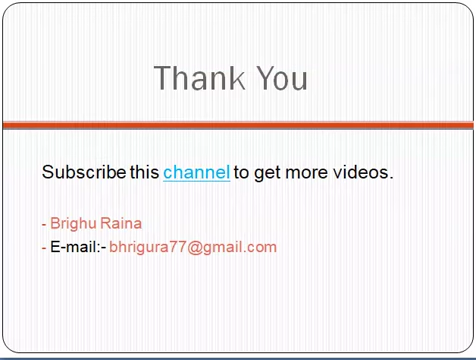 Thank You
Subscribe this channel to get more videos.
- Brighu Raina
- E-mail:- bhrigura77@gmail.com